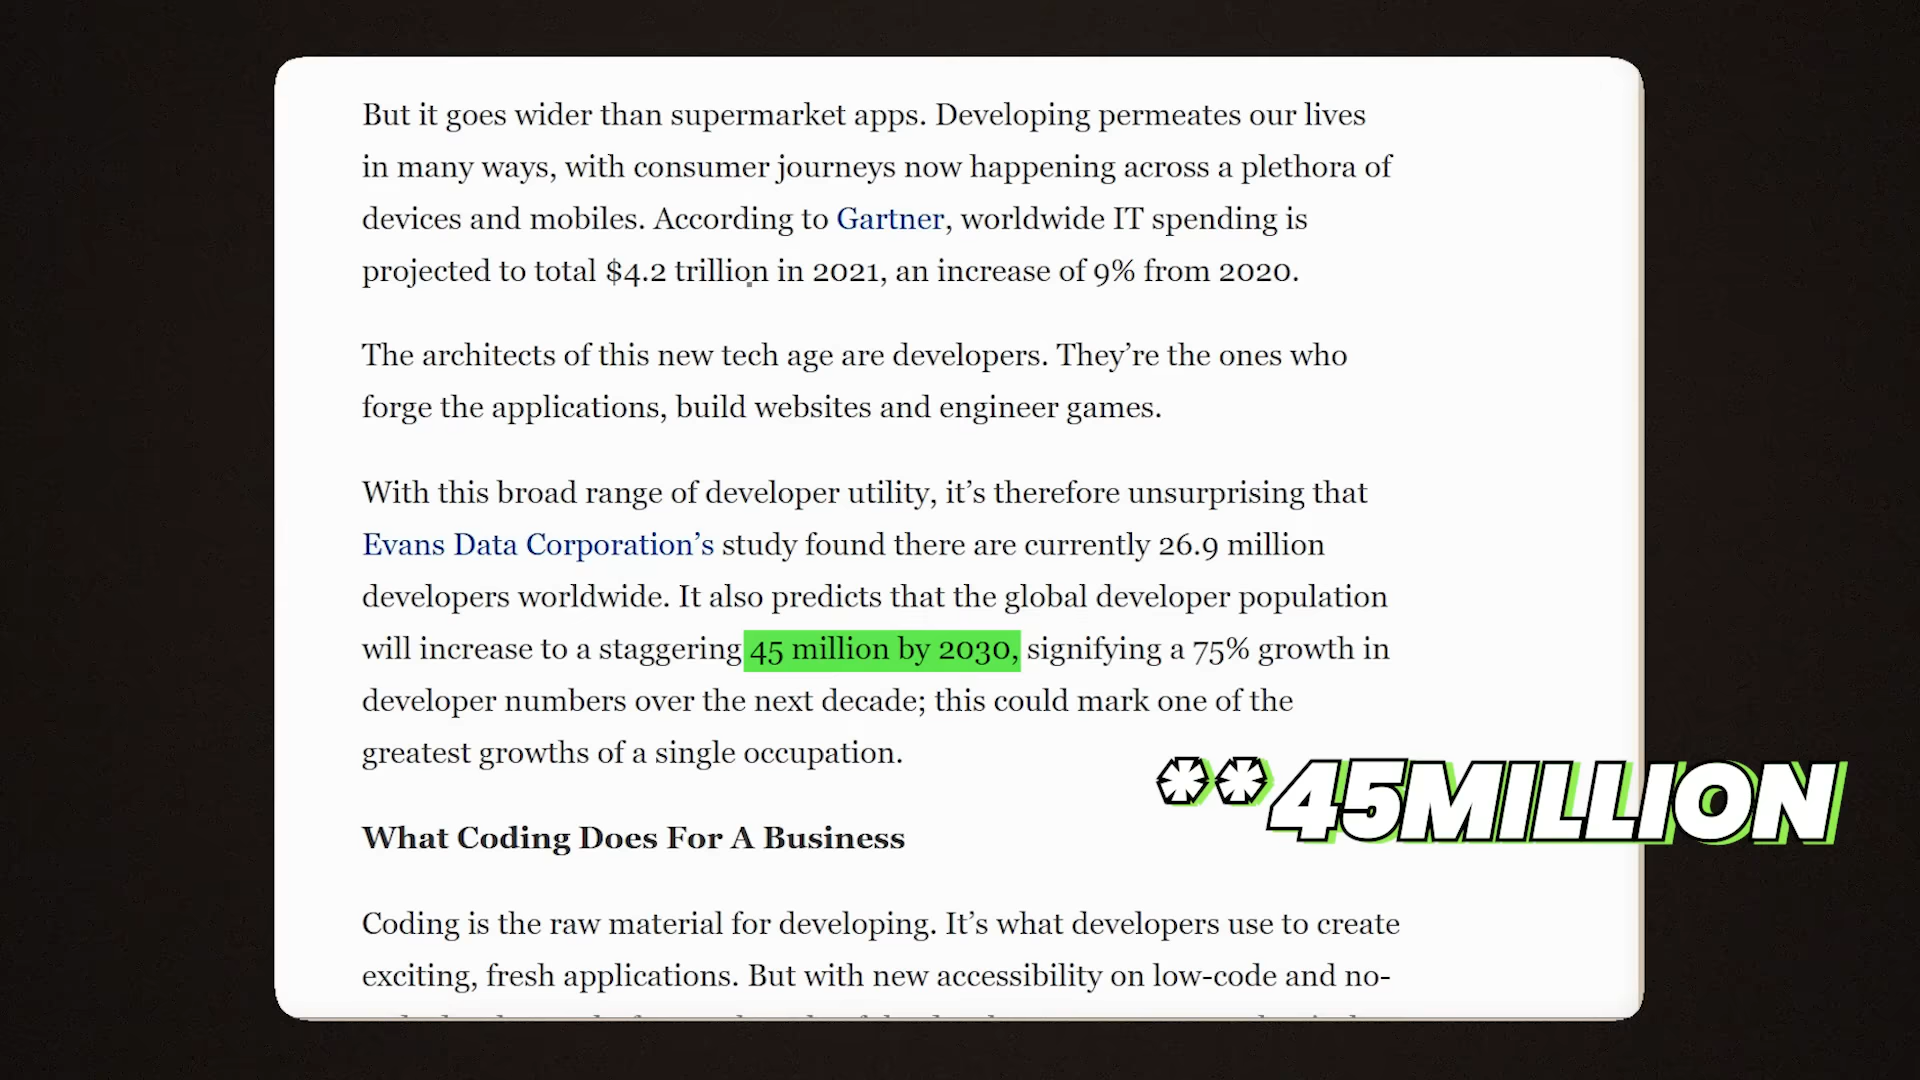 But it goes wider than supermarket apps. Developing permeates our lives
in many ways, with consumer journeys now happening across a plethora of
devices and mobiles. According to Gartner, worldwide IT spending is
projected to total $4.2 trillion in 2021, an increase of 9% from 2020.
The architects of this new tech age are developers. They’re the ones who
forge the applications, build websites and engineer games.
With this broad range of developer utility, it’s therefore unsurprising that
Evans Data Corporation’s study found there are currently 26.9 million
developers worldwide. It also predicts that the global developer population
will increase to a staggering 45 million by 2030, signifying a 75% growth in
developer numbers over the next decade; this could mark one of the
greatest growths of a single occupation.
**45MILLION
What Coding Does For A Business
Coding is the raw material for developing. It’s what developers use to create
exciting, fresh applications. But with new accessibility on low-code and no-